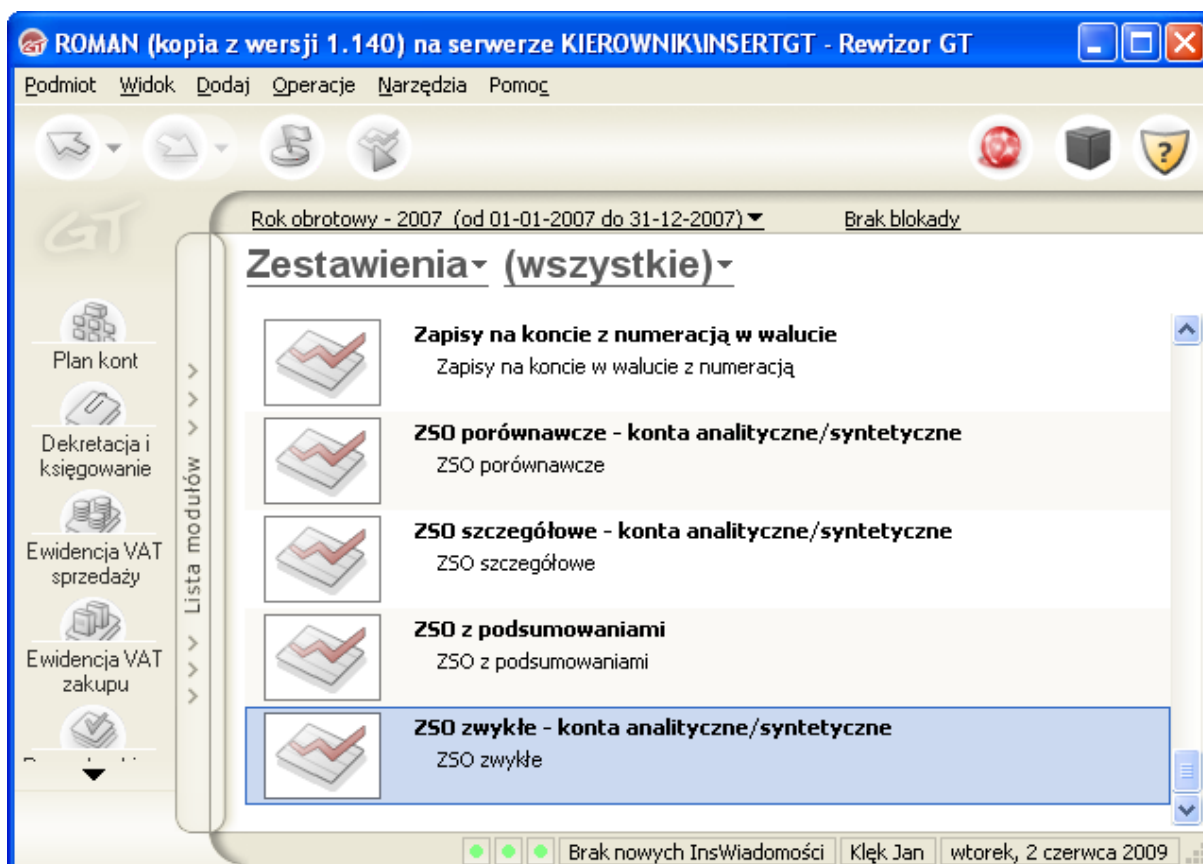 ROMAN (kopia z wersji 1.140) na serwerze KIEROWNIK\INSERTGT - Rewizor GT
Podmiot Widok Dodaj Operacje Narzędzia Pomoc
GT
Rok obrotowy - 2007 (od 01-01-2007 do 31-12-2007)
Brak blokady
Zestawienia (wszystkie)
Plan kont
Dekretacja i
księgowanie
Ewidencja VAT
sprzedaży
Ewidencja VAT
zakupu
Lista modułów
Zapisy na koncie z numeracją w walucie
Zapisy na koncie w walucie z numeracją
ZSO porównawcze - konta analityczne/syntetyczne
ZSO porównawcze
ZSO szczegółowe - konta analityczne/syntetyczne
ZSO szczegółowe
ZSO z podsumowaniami
ZSO z podsumowaniami
ZSO zwykłe - konta analityczne/syntetyczne
ZSO zwykłe
Brak nowych InsWiadomości
Klęk Jan
wtorek, 2 czerwca 2009